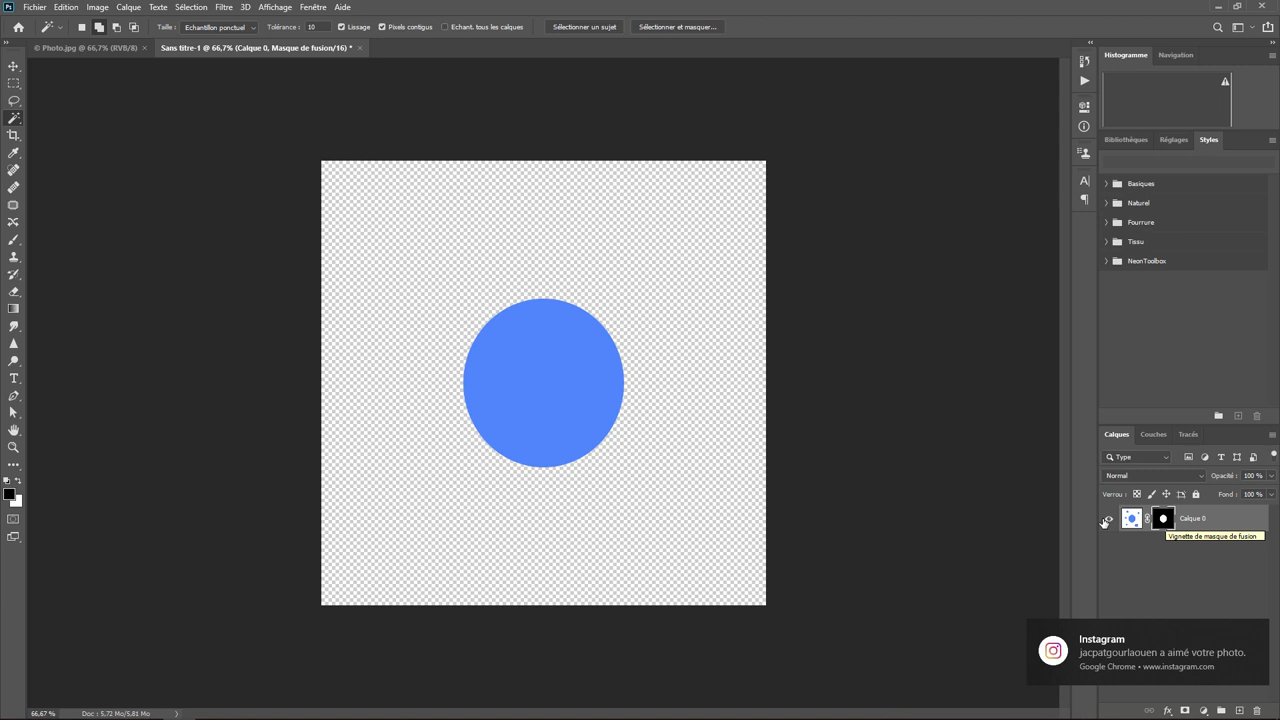 Ps Fichier Edition Image Calque Texte Sélection Filtre 3D Affichage Fenêtre Aide
Taille : Echantillon ponctuel Tolérance : 10 Lissage Pixels contigus Echant. tous les calques Sélectionner un sujet Sélectionner et masquer...
© Photo.jpg @ 66,7% (RVB/8) × Sans titre-1 @ 66,7% (Calque 0, Masque de fusion/16) * ×
Histogramme Navigation
Bibliothèques Réglages Styles
Basiques
Naturel
Fourrure
Tissu
NeonToolbox
Calques Couches Tracés
Type
Normal Opacité : 100 %
Verrou : Fond : 100 %
Calque 0
Vignette de masque de fusion
Instagram
jacpatgourlaouen a aimé votre photo.
Google Chrome • www.instagram.com
66,67 % Doc : 5,72 Mo/5,81 Mo